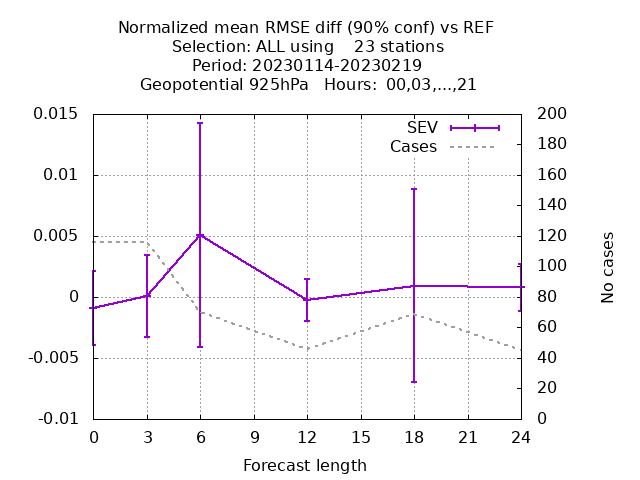 Normalized mean RMSE diff (90% conf) vs REF
Selection: ALL using    23 stations
Period: 20230114-20230219
Geopotential 925hPa   Hours:  00,03,...,21
SEV
Cases
0.015
0.01
0.005
0
-0.005
-0.01
200
180
160
140
120
100
80
60
40
20
0
No cases
0 3 6 9 12 15 18 21 24
Forecast length